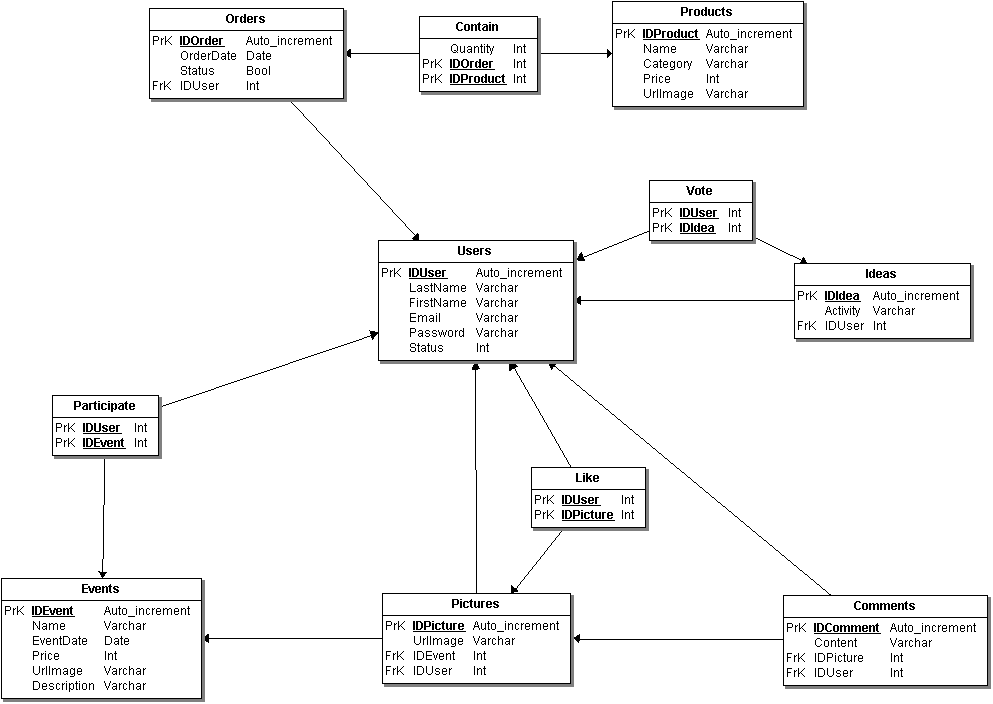 Orders
PrK IDOrder Auto_increment
OrderDate Date
Status Bool
FrK IDUser Int
Contain
Quantity Int
PrK IDOrder Int
PrK IDProduct Int
Products
PrK IDProduct Auto_increment
Name Varchar
Category Varchar
Price Int
UrlImage Varchar
Vote
PrK IDUser Int
PrK IDIdea Int
Users
PrK IDUser Auto_increment
LastName Varchar
FirstName Varchar
Email Varchar
Password Varchar
Status Int
Ideas
PrK IDIdea Auto_increment
Activity Varchar
FrK IDUser Int
Participate
PrK IDUser Int
PrK IDEvent Int
Like
PrK IDUser Int
PrK IDPicture Int
Events
PrK IDEvent Auto_increment
Name Varchar
EventDate Date
Price Int
UrlImage Varchar
Description Varchar
Pictures
PrK IDPicture Auto_increment
UrlImage Varchar
FrK IDEvent Int
FrK IDUser Int
Comments
PrK IDComment Auto_increment
Content Varchar
FrK IDPicture Int
FrK IDUser Int